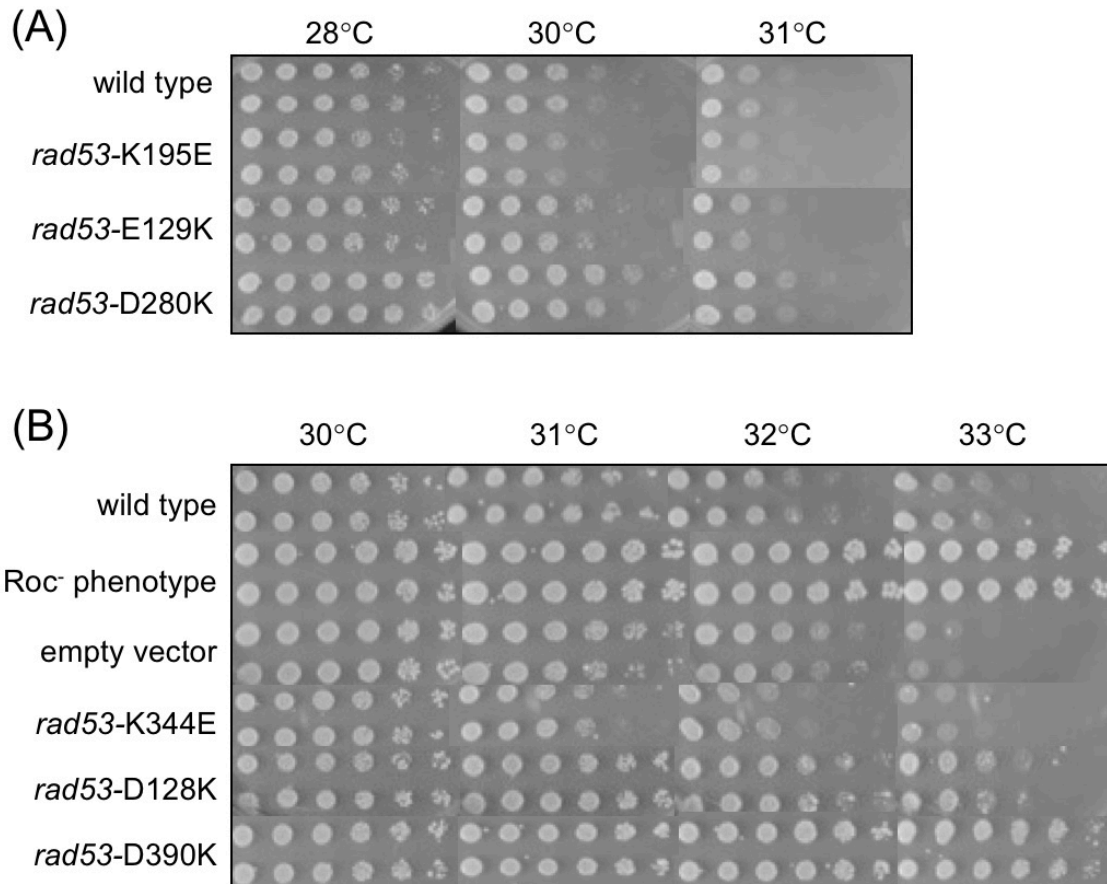 (A)
28°C 30°C 31°C
wild type
rad53-K195E
rad53-E129K
rad53-D280K
(B)
30°C 31°C 32°C 33°C
wild type
Roc⁻ phenotype
empty vector
rad53-K344E
rad53-D128K
rad53-D390K